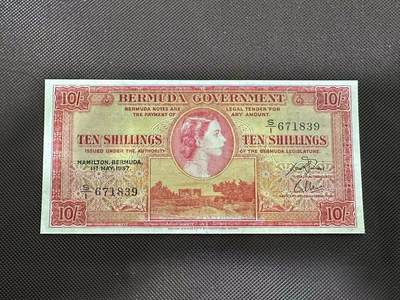 10/- BERMUDA GOVERNMENT 10/-
BERMUDA NOTES ARE LEGAL TENDER FOR
THE PAYMENT OF ANY AMOUNT.
S/1 671839
TEN SHILLINGS TEN SHILLINGS
ISSUED UNDER THE AUTHORITY OF THE BERMUDA LEGISLATURE.
HAMILTON, BERMUDA,
1ST MAY, 1957.
S/1 671839
10/- 10/-